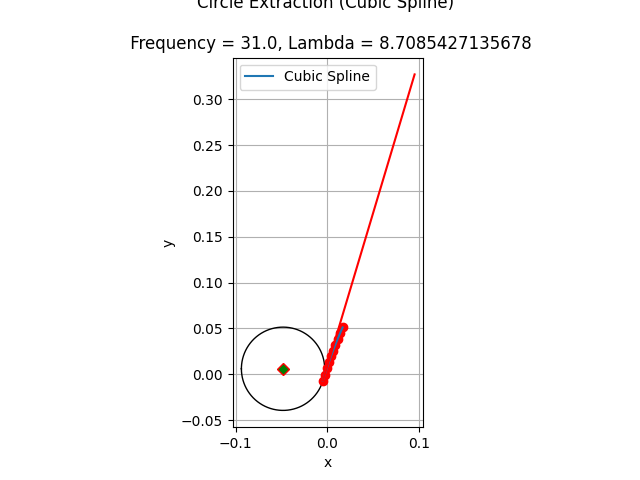 Circle Extraction (Cubic Spline)
Frequency = 31.0, Lambda = 8.7085427135678
Cubic Spline
0.30
0.25
0.20
0.15
0.10
0.05
0.00
−0.05
y
−0.1 0.0 0.1
x